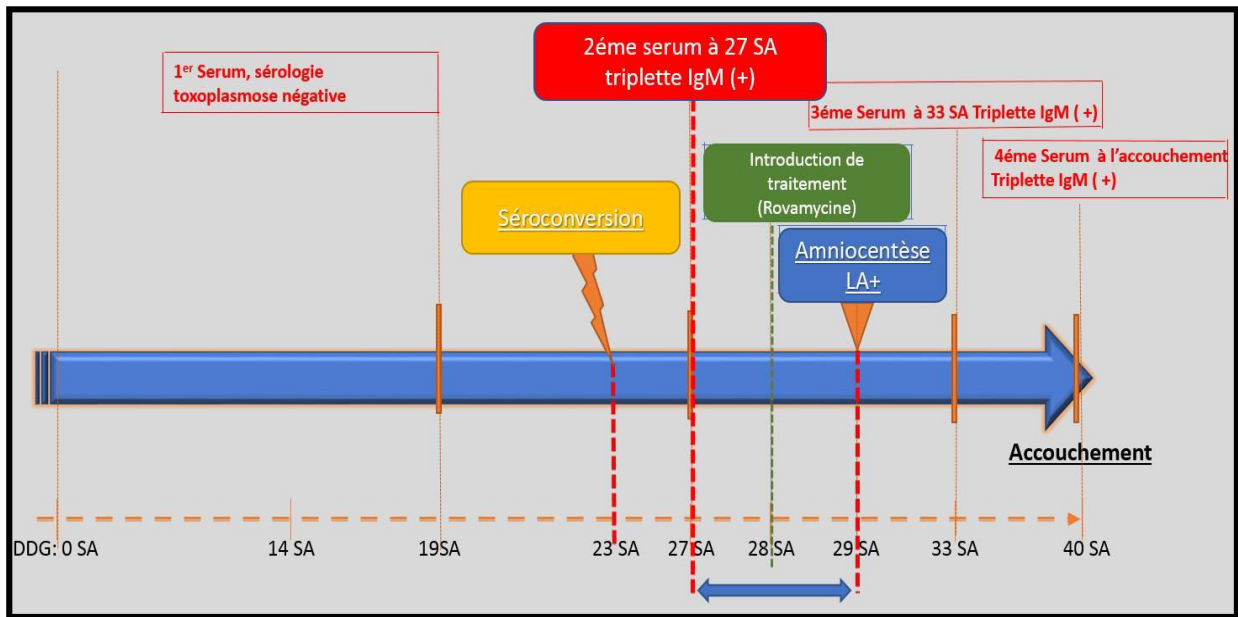 2éme serum à 27 SA
triplette IgM (+)
1er Serum, sérologie
toxoplasmose négative
3éme Serum à 33 SA Triplette IgM ( +)
4éme Serum à l'accouchement
Triplette IgM ( +)
Introduction de
traitement
(Rovamycine)
Séroconversion
Amniocentèse
LA+
Accouchement
DDG: 0 SA
14 SA
19SA
23 SA
27 SA
28 SA
29 SA
33 SA
40 SA